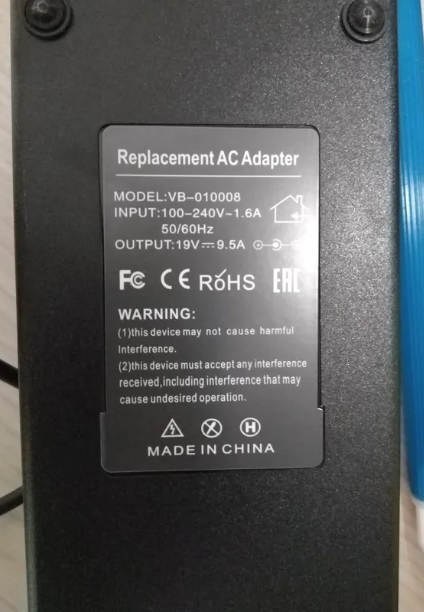 Replacement AC Adapter
MODEL:VB-010008
INPUT:100-240V~1.6A
50/60Hz
OUTPUT:19V⎓9.5A
FC CE RoHS EAC
WARNING:
(1)this device may not cause harmful
Interference.
(2)this device must accept any interference
received,including interference that may
cause undesired operation.
H
MADE IN CHINA